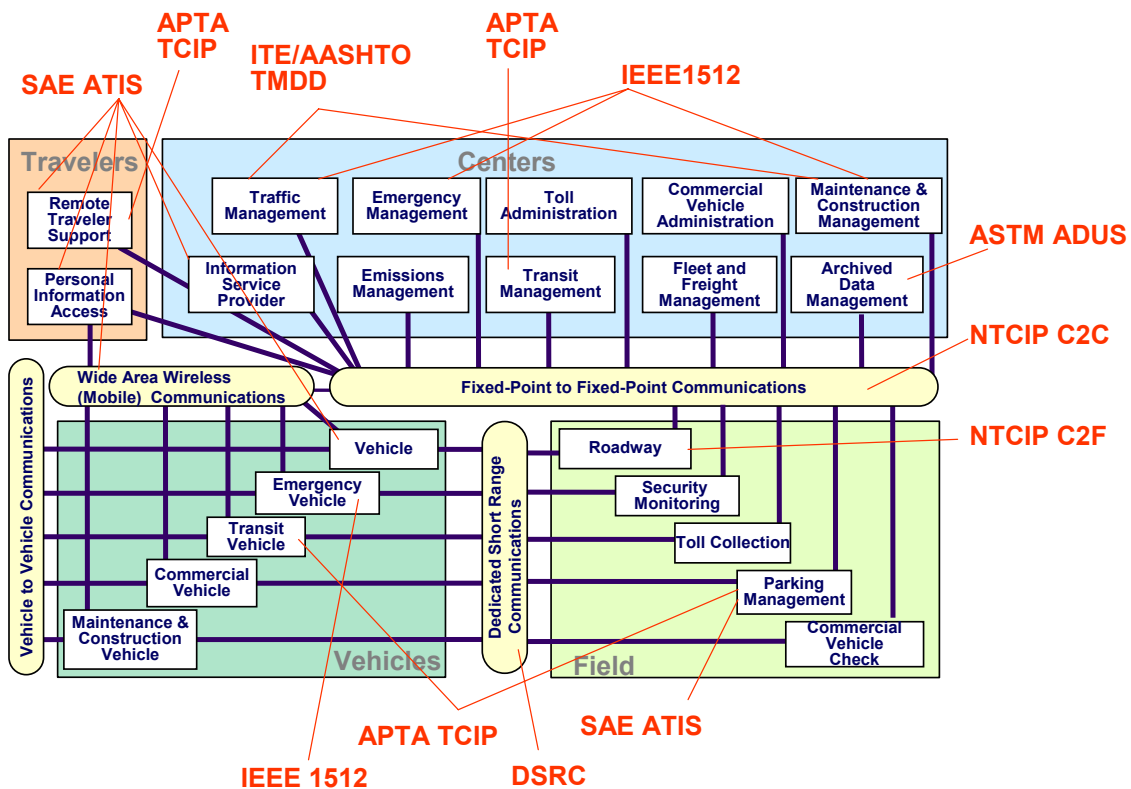 APTA
TCIP
APTA
TCIP
ITE/AASHTO
TMDD
IEEE1512
SAE ATIS
Travelers
Centers
Remote
Traveler
Support
Traffic
Management
Emergency
Management
Toll
Administration
Commercial
Vehicle
Administration
Maintenance &
Construction
Management
ASTM ADUS
Personal
Information
Access
Information
Service
Provider
Emissions
Management
Transit
Management
Fleet and
Freight
Management
Archived
Data
Management
NTCIP C2C
Wide Area Wireless
(Mobile) Communications
Fixed-Point to Fixed-Point Communications
Vehicle to Vehicle Communications
Vehicle
Dedicated Short Range
Communications
Roadway
NTCIP C2F
Emergency
Vehicle
Security
Monitoring
Transit
Vehicle
Toll Collection
Commercial
Vehicle
Parking
Management
Maintenance &
Construction
Vehicle
Commercial
Vehicle
Check
Vehicles
Field
SAE ATIS
APTA TCIP
IEEE 1512
DSRC